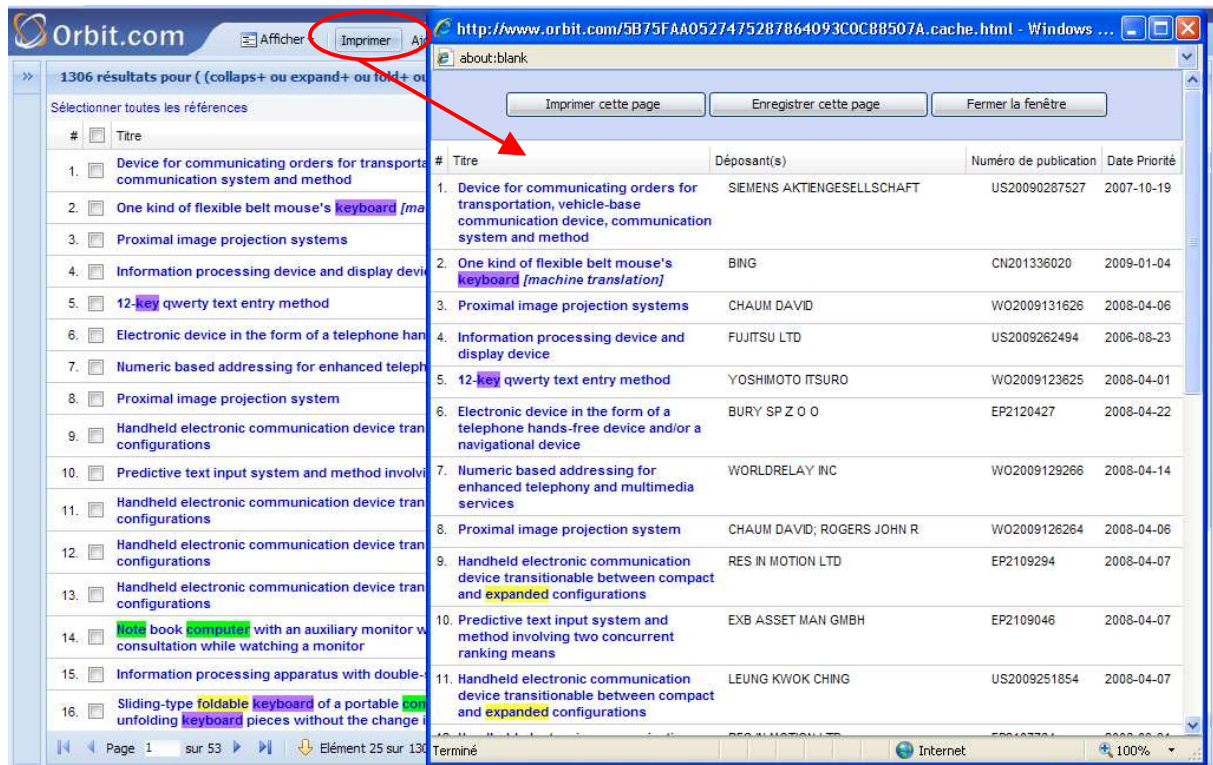 Orbit.com
Afficher
Imprimer
1306 résultats pour ( (collaps+ ou expand+ ou fold+ ou
Sélectionner toutes les références
# Titre
1. Device for communicating orders for transporta
communication system and method
2. One kind of flexible belt mouse's keyboard [ma
3. Proximal image projection systems
4. Information processing device and display devi
5. 12-key qwerty text entry method
6. Electronic device in the form of a telephone han
7. Numeric based addressing for enhanced teleph
8. Proximal image projection system
9. Handheld electronic communication device tran
configurations
10. Predictive text input system and method involvi
11. Handheld electronic communication device tran
configurations
12. Handheld electronic communication device tran
configurations
13. Handheld electronic communication device tran
configurations
14. Note book computer with an auxiliary monitor w
consultation while watching a monitor
15. Information processing apparatus with double-
16. Sliding-type foldable keyboard of a portable com
unfolding keyboard pieces without the change i
Page 1 sur 53 Elément 25 sur 130
http://www.orbit.com/5B75FAA05274752878640930C0C88507A.cache.html - Windows ...
about:blank
Imprimer cette page Enregistrer cette page Fermer la fenêtre
# Titre Déposant(s) Numéro de publication Date Priorité
1. Device for communicating orders for SIEMENS AKTIENGESELLSCHAFT US20090287527 2007-10-19
transportation, vehicle-base
communication device, communication
system and method
2. One kind of flexible belt mouse's BING CN201336020 2009-01-04
keyboard [machine translation]
3. Proximal image projection systems CHAUM DAVID WO2009131626 2008-04-06
4. Information processing device and FUJITSU LTD US2009262494 2006-08-23
display device
5. 12-key qwerty text entry method YOSHIMOTO ITSURO WO2009123625 2008-04-01
6. Electronic device in the form of a BURY SP Z O O EP2120427 2008-04-22
telephone hands-free device and/or a
navigational device
7. Numeric based addressing for WORLDRELAY INC WO2009129266 2008-04-14
enhanced telephony and multimedia
services
8. Proximal image projection system CHAUM DAVID; ROGERS JOHN R WO2009126264 2008-04-06
9. Handheld electronic communication RES IN MOTION LTD EP2109294 2008-04-07
device transitionable between compact
and expanded configurations
10. Predictive text input system and EXB ASSET MAN GMBH EP2109046 2008-04-07
method involving two concurrent
ranking means
11. Handheld electronic communication LEUNG KWOK CHING US2009251854 2008-04-07
device transitionable between compact
and expanded configurations
Terminé Internet 100%